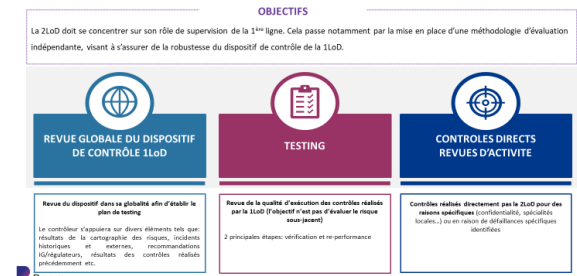 OBJECTIFS
La 2LoD doit se concentrer sur son rôle de supervision de la 1ère ligne. Cela passe notamment par la mise en place d'une méthodologie d'évaluation
indépendante, visant à s'assurer de la robustesse du dispositif de contrôle de la 1LoD.
REVUE GLOBALE DU DISPOSITIF
DE CONTRÔLE 1LoD
TESTING
CONTROLES DIRECTS
REVUES D'ACTIVITE
Revue du dispositif dans sa globalité afin d'établir le
plan de testing
Le contrôleur s'appuiera sur divers éléments tels que:
résultats de la cartographie des risques, incidents
historiques et externes, recommandations
IG/régulateurs, résultats des contrôles réalisés
précédemment etc.
Revue de la qualité d'exécution des contrôles réalisés
par la 1LoD (l'objectif n'est pas d'évaluer le risque
sous-jacent)
2 principales étapes: vérification et re-performance
Contrôles réalisés directement pas la 2LoD pour des
raisons spécifiques (confidentialité, spécialités
locales...) ou en raison de défaillances spécifiques
identifiées